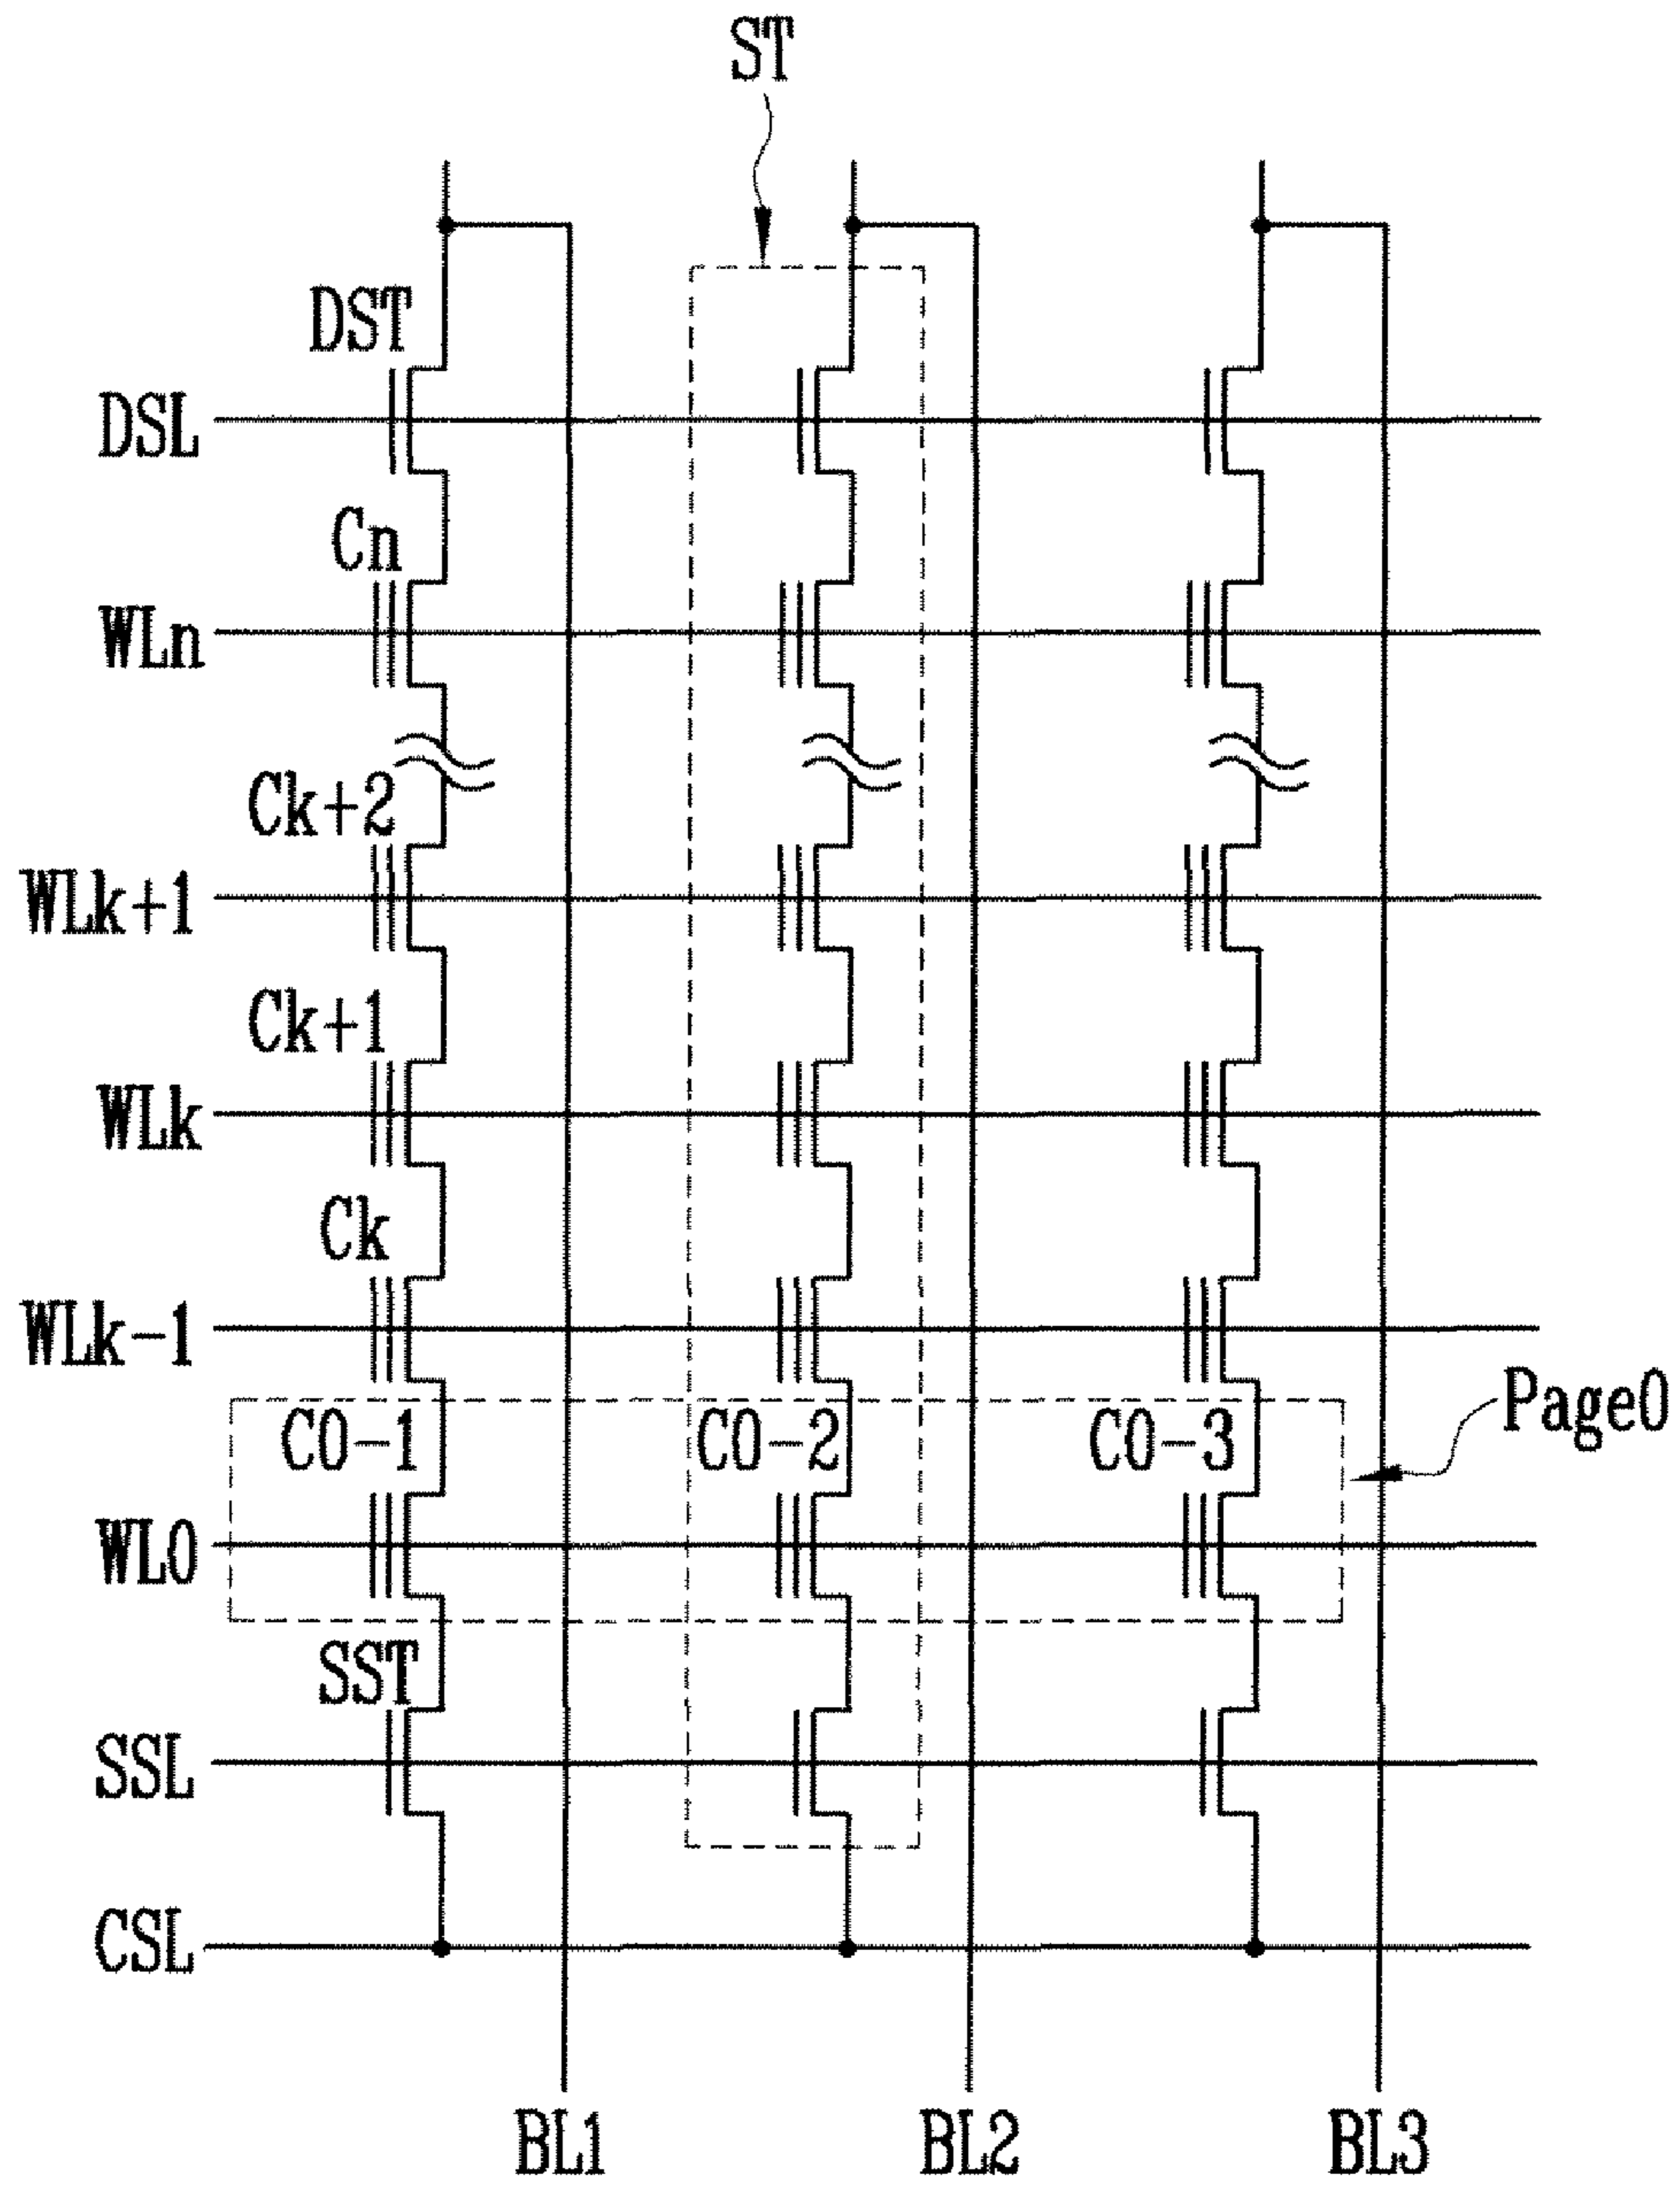 ST
DST
DSL
Cn
WLn
Ck+2
WLk+1
Ck+1
WLk
Ck
WLk-1
Page0
C0-1 C0-2 C0-3
WL0
SST
SSL
CSL
BL1 BL2 BL3